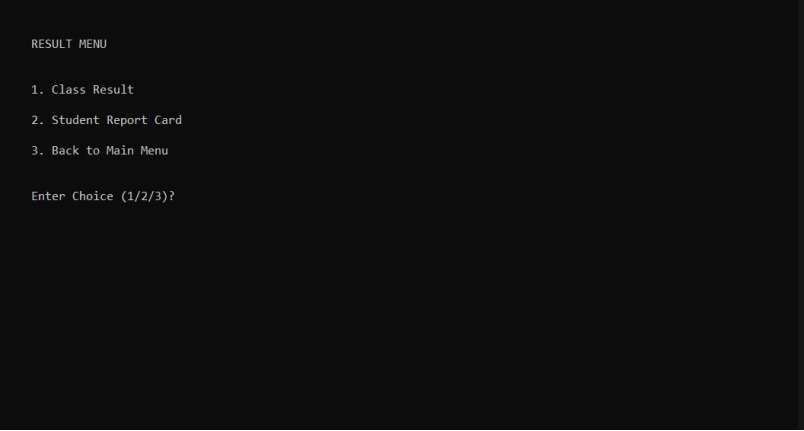 RESULT MENU
1. Class Result
2. Student Report Card
3. Back to Main Menu
Enter Choice (1/2/3)?